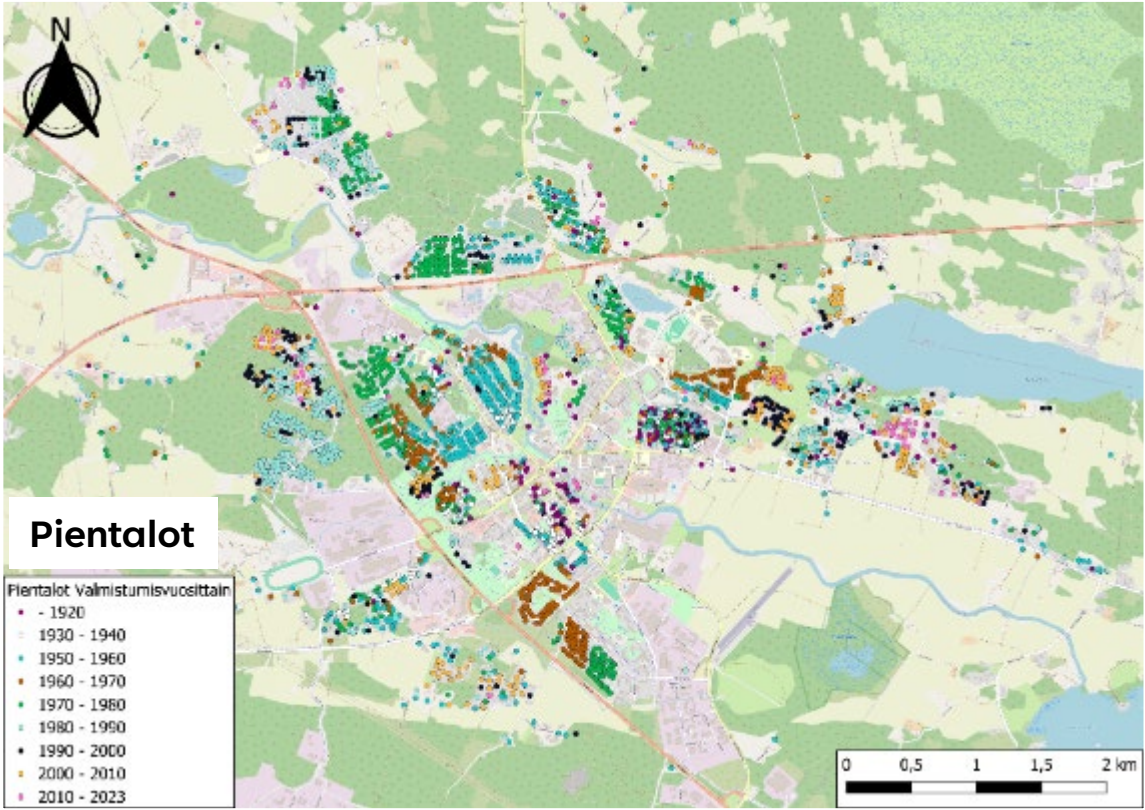 N
Pientalot
Pientalot Valmistumisvuosittain
- 1920
1930 - 1940
1950 - 1960
1960 - 1970
1970 - 1980
1980 - 1990
1990 - 2000
2000 - 2010
2010 - 2023
0 0,5 1 1,5 2 km